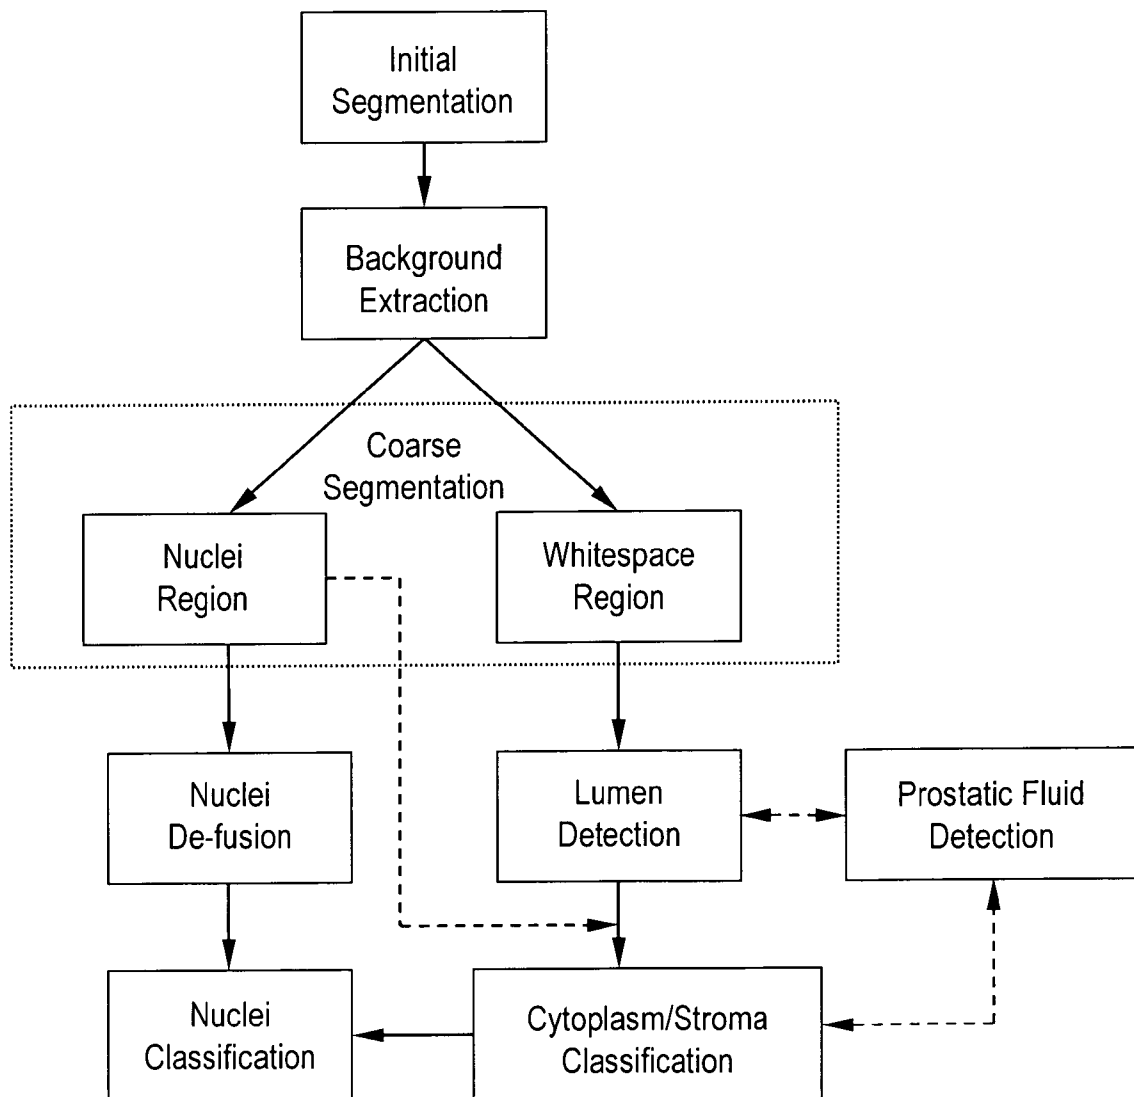 Initial
Segmentation
Background
Extraction
Coarse
Segmentation
Nuclei
Region
Whitespace
Region
Nuclei
De-fusion
Lumen
Detection
Prostatic Fluid
Detection
Nuclei
Classification
Cytoplasm/Stroma
Classification